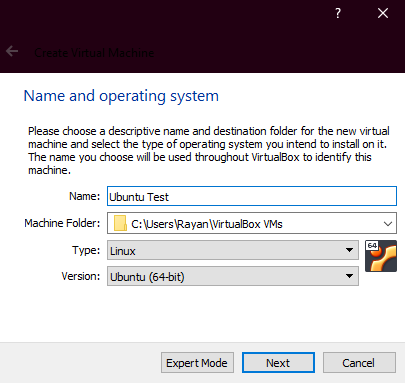 ?
Create Virtual Machine
Name and operating system
Please choose a descriptive name and destination folder for the new virtual
machine and select the type of operating system you intend to install on it.
The name you choose will be used throughout VirtualBox to identify this
machine.
Name: Ubuntu Test
Machine Folder: C:\Users\Rayan\VirtualBox VMs
Type: Linux
64
Version: Ubuntu (64-bit)
Expert Mode Next Cancel